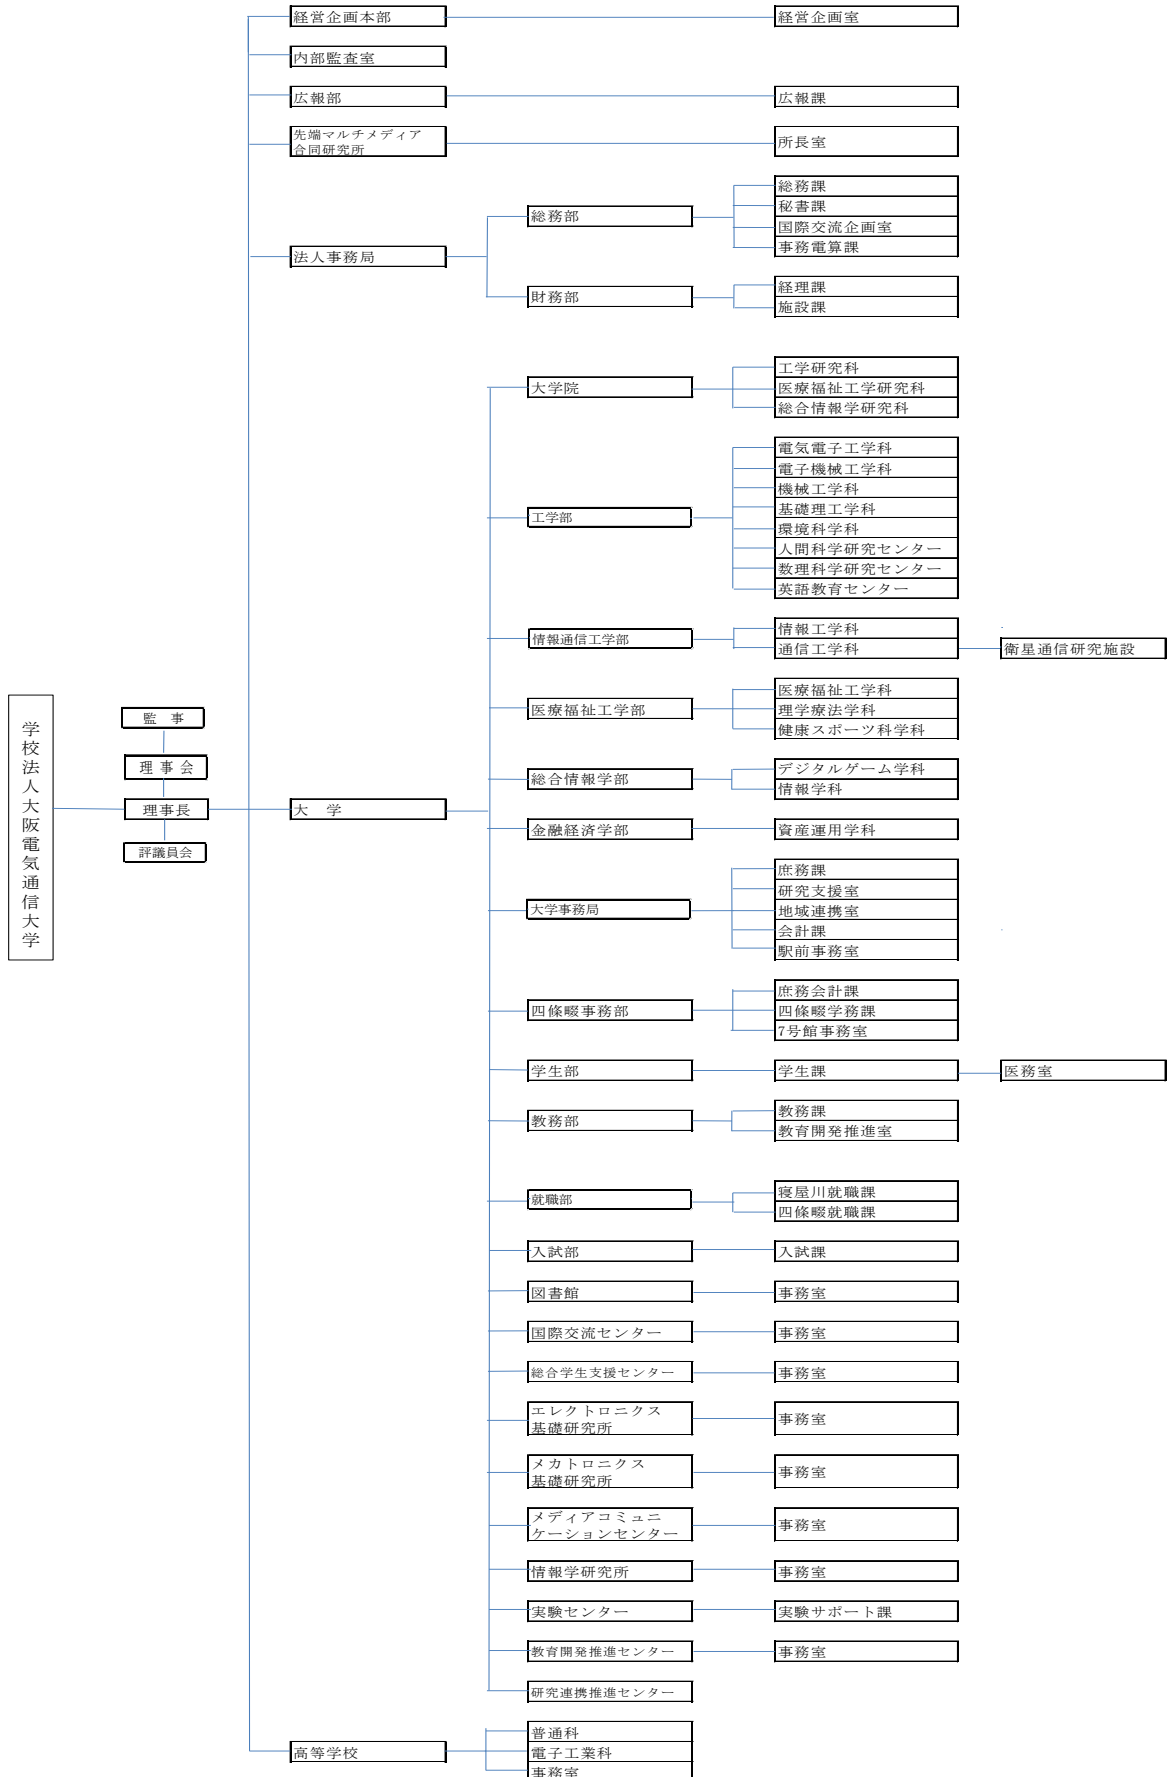 経営企画本部
経営企画室
内部監査室
広報部
広報課
先端マルチメディア
合同研究所
所長室
法人事務局
総務部
総務課
秘書課
国際交流企画室
事務電算課
財務部
経理課
施設課
学校法人大阪電気通信大学
監　事
理事会
理事長
評議員会
大　学
大学院
工学研究科
医療福祉工学研究科
総合情報学研究科
工学部
電気電子工学科
電子機械工学科
機械工学科
基礎理工学科
環境科学科
人間科学研究センター
数理科学研究センター
英語教育センター
情報通信工学部
情報工学科
通信工学科
衛星通信研究施設
医療福祉工学部
医療福祉工学科
理学療法学科
健康スポーツ科学科
総合情報学部
デジタルゲーム学科
情報学科
金融経済学部
資産運用学科
大学事務局
庶務課
研究支援室
地域連携室
会計課
駅前事務室
四條畷事務部
庶務会計課
四條畷学務課
7号館事務室
学生部
学生課
医務室
教務部
教務課
教育開発推進室
就職部
寝屋川就職課
四條畷就職課
入試部
入試課
図書館
事務室
国際交流センター
事務室
総合学生支援センター
事務室
エレクトロニクス
基礎研究所
事務室
メカトロニクス
基礎研究所
事務室
メディアコミュニ
ケーションセンター
事務室
情報学研究所
事務室
実験センター
実験サポート課
教育開発推進センター
事務室
研究連携推進センター
高等学校
普通科
電子工業科
事務室